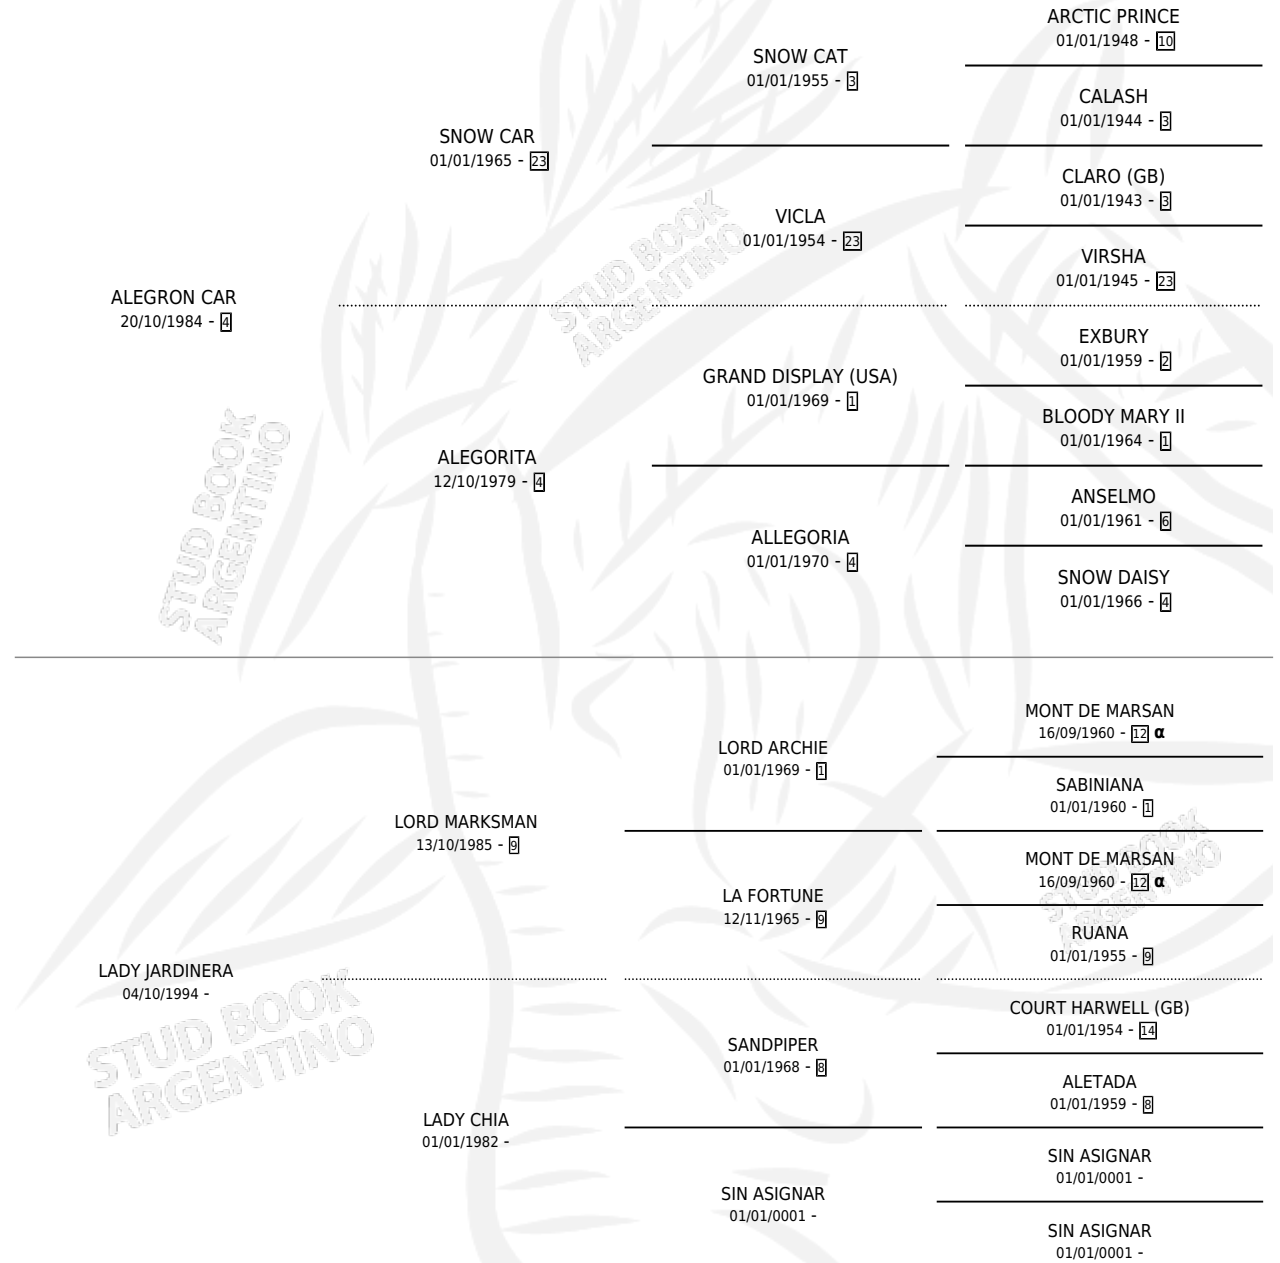 ARCTIC PRINCE
01/01/1948 - 10
SNOW CAT
01/01/1955 - 3
CALASH
01/01/1944 - 3
SNOW CAR
01/01/1965 - 23
CLARO (GB)
01/01/1943 - 3
VICLA
01/01/1954 - 23
VIRSHA
01/01/1945 - 23
ALEGRON CAR
20/10/1984 - 4
EXBURY
01/01/1959 - 2
GRAND DISPLAY (USA)
01/01/1969 - 1
BLOODY MARY II
01/01/1964 - 1
ALEGORITA
12/10/1979 - 4
ANSELMO
01/01/1961 - 6
ALLEGORIA
01/01/1970 - 4
SNOW DAISY
01/01/1966 - 4
MONT DE MARSAN
16/09/1960 - 12 α
LORD ARCHIE
01/01/1969 - 1
SABINIANA
01/01/1960 - 1
LORD MARKSMAN
13/10/1985 - 9
MONT DE MARSAN
16/09/1960 - 12 α
LA FORTUNE
12/11/1965 - 9
RUANA
01/01/1955 - 9
LADY JARDINERA
04/10/1994 -
COURT HARWELL (GB)
01/01/1954 - 14
SANDPIPER
01/01/1968 - 8
ALETADA
01/01/1959 - 8
LADY CHIA
01/01/1982 -
SIN ASIGNAR
01/01/0001 -
SIN ASIGNAR
01/01/0001 -
SIN ASIGNAR
01/01/0001 -
STUD BOOK
ARGENTINO
STUD BOOK
ARGENTINO
STUD BOOK
ARGENTINO
STUD BOOK
ARGENTINO